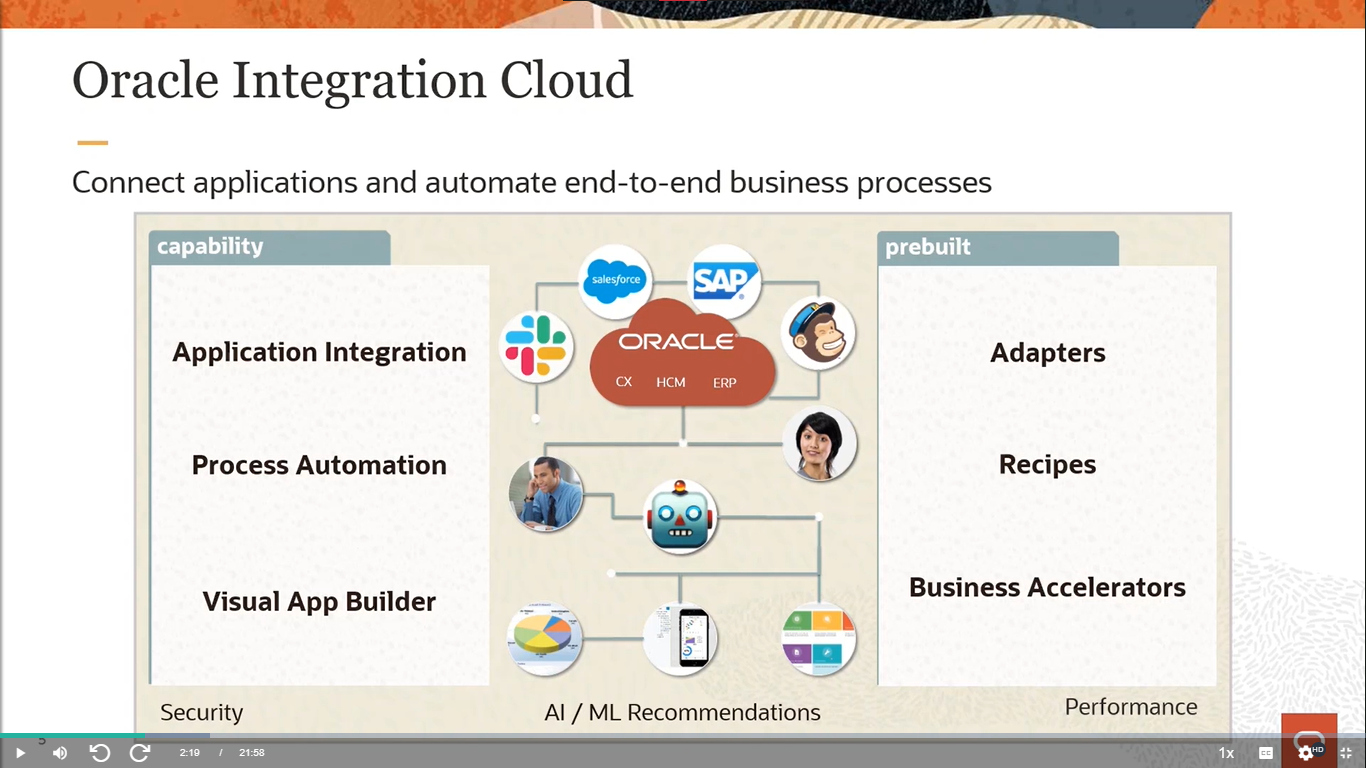 Oracle Integration Cloud
Connect applications and automate end-to-end business processes
capability
Application Integration
Process Automation
Visual App Builder
salesforce
SAP
ORACLE
CX HCM ERP
prebuilt
Adapters
Recipes
Business Accelerators
Security
AI / ML Recommendations
Performance
5
2:19 / 21:58
1x
CC
HD